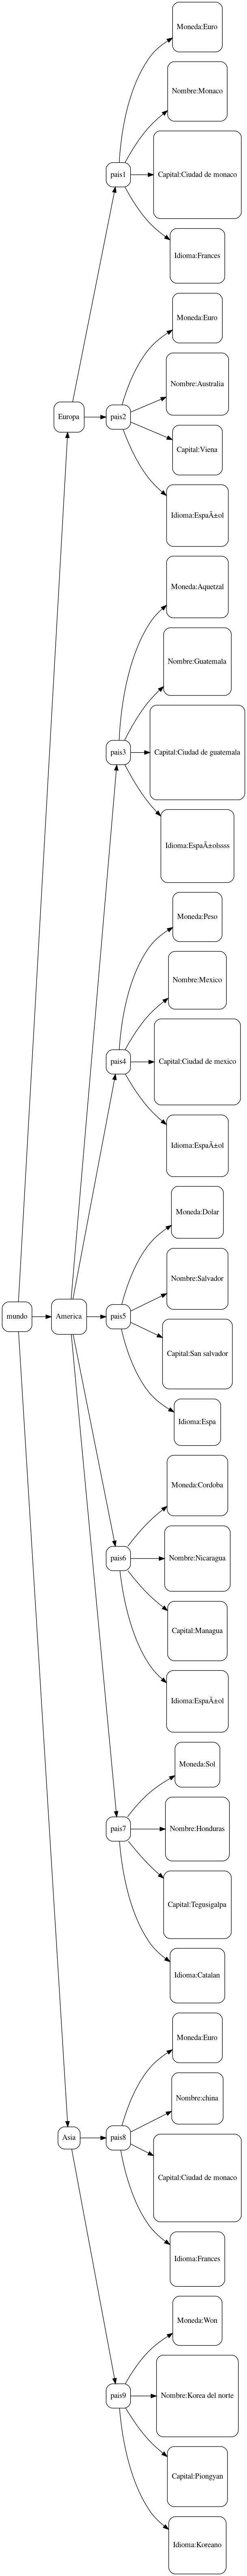 Moneda:Euro
Nombre:Monaco
pais1
Capital:Ciudad de monaco
Idioma:Frances
Moneda:Euro
Nombre:Australia
Europa
pais2
Capital:Viena
Idioma:EspaÃ±ol
Moneda:Aquetzal
Nombre:Guatemala
pais3
Capital:Ciudad de guatemala
Idioma:EspaÃ±olssss
Moneda:Peso
Nombre:Mexico
pais4
Capital:Ciudad de mexico
Idioma:EspaÃ±ol
Moneda:Dolar
Nombre:Salvador
mundo
America
pais5
Capital:San salvador
Idioma:Espa
Moneda:Cordoba
pais6
Nombre:Nicaragua
Capital:Managua
Idioma:EspaÃ±ol
Moneda:Sol
pais7
Nombre:Honduras
Capital:Tegusigalpa
Idioma:Catalan
Moneda:Euro
Nombre:china
Asia
pais8
Capital:Ciudad de monaco
Idioma:Frances
Moneda:Won
pais9
Nombre:Korea del norte
Capital:Piongyan
Idioma:Koreano